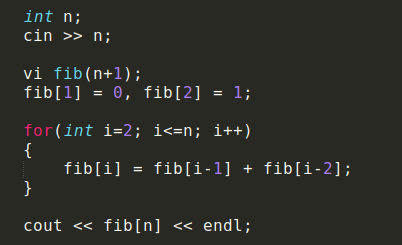 int n;
cin >> n;
vi fib(n+1);
fib[1] = 0, fib[2] = 1;
for(int i=2; i<=n; i++)
{
fib[i] = fib[i-1] + fib[i-2];
}
cout << fib[n] << endl;